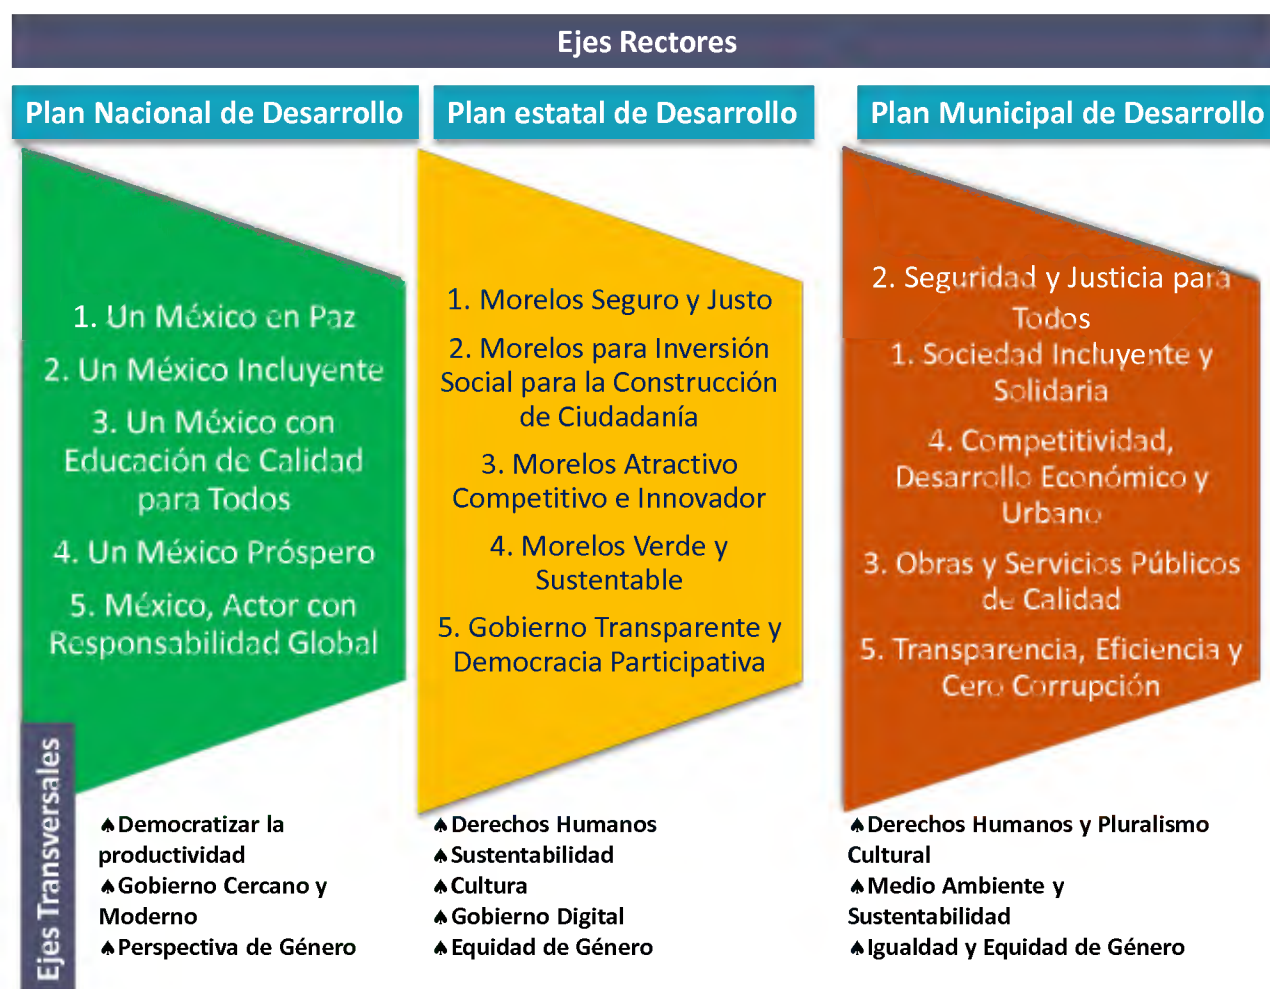 Ejes Rectores
Plan Nacional de Desarrollo
1. Un México en Paz
2. Un México Incluyente
3. Un México con
Educación de Calidad
para Todos
4. Un México Próspero
5. México, Actor con
Responsabilidad Global
Plan estatal de Desarrollo
1. Morelos Seguro y Justo
2. Morelos para Inversión
Social para la Construcción
de Ciudadanía
3. Morelos Atractivo
Competitivo e Innovador
4. Morelos Verde y
Sustentable
5. Gobierno Transparente y
Democracia Participativa
Plan Municipal de Desarrollo
2. Seguridad y Justicia para
Todos
1. Sociedad Incluyente y
Solidaria
4. Competitividad,
Desarrollo Económico y
Urbano
3. Obras y Servicios Públicos
de Calidad
5. Transparencia, Eficiencia y
Cero Corrupción
Ejes Transversales
♠Democratizar la
productividad
♠Gobierno Cercano y
Moderno
♠Perspectiva de Género
♠Derechos Humanos
♠Sustentabilidad
♠Cultura
♠Gobierno Digital
♠Equidad de Género
♠Derechos Humanos y Pluralismo
Cultural
♠Medio Ambiente y
Sustentabilidad
♠Igualdad y Equidad de Género